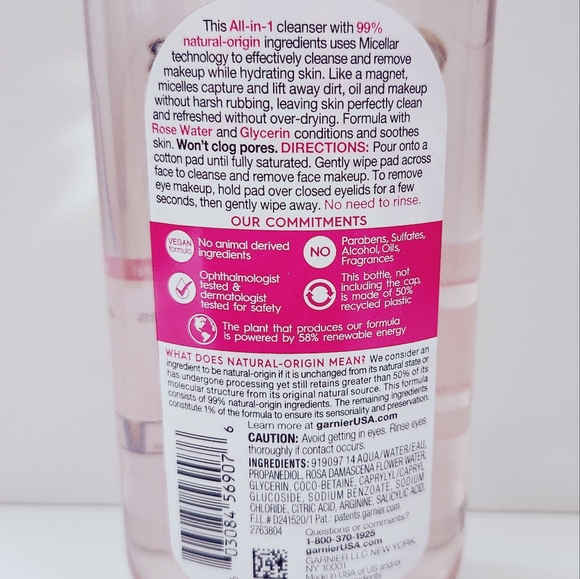 This All-in-1 cleanser with 99%
natural-origin ingredients uses Micellar
technology to effectively cleanse and remove
makeup while hydrating skin. Like a magnet,
micelles capture and lift away dirt, oil and makeup
without harsh rubbing, leaving skin perfectly clean
and refreshed without over-drying. Formula with
Rose Water and Glycerin conditions and soothes
skin. Won't clog pores. DIRECTIONS: Pour onto a
cotton pad until fully saturated. Gently wipe pad across
face to cleanse and remove face makeup. To remove
eye makeup, hold pad over closed eyelids for a few
seconds, then gently wipe away. No need to rinse.
OUR COMMITMENTS
VEGAN
formula
No animal derived
ingredients
NO
Parabens, Sulfates,
Alcohol, Oils,
Fragrances
Ophthalmologist
tested &
dermatologist
tested for safety
This bottle, not
including the cap,
is made of 50%
recycled plastic
The plant that produces our formula
is powered by 58% renewable energy
WHAT DOES NATURAL-ORIGIN MEAN? We consider an
ingredient to be natural-origin if it is unchanged from its natural state or
has undergone processing yet still retains greater than 50% of its
molecular structure from its original natural source. This formula
consists of 99% natural-origin ingredients. The remaining ingredients
constitute 1% of the formula to ensure its sensoriality and preservation.
Learn more at garnierUSA.com
CAUTION: Avoid getting in eyes. Rinse eyes
thoroughly if contact occurs.
INGREDIENTS: 919097 14 AQUA/WATER/EAU,
PROPANEDIOL, ROSA DAMASCENA FLOWER WATER,
GLYCERIN, COCO-BETAINE, CAPRYLYL/CAPRYL
GLUCOSIDE, SODIUM BENZOATE, SODIUM
CHLORIDE, CITRIC ACID, ARGININE, SALICYLIC ACID.
F.I.L.# D241520/1 Pat.: patents.garnier.com
2763804
Questions or comments?
1-800-370-1925
garnierUSA.com
GARNIER LLC NEW YORK,
NY 10001
Made in USA of US and/or
6 03084 56907 6